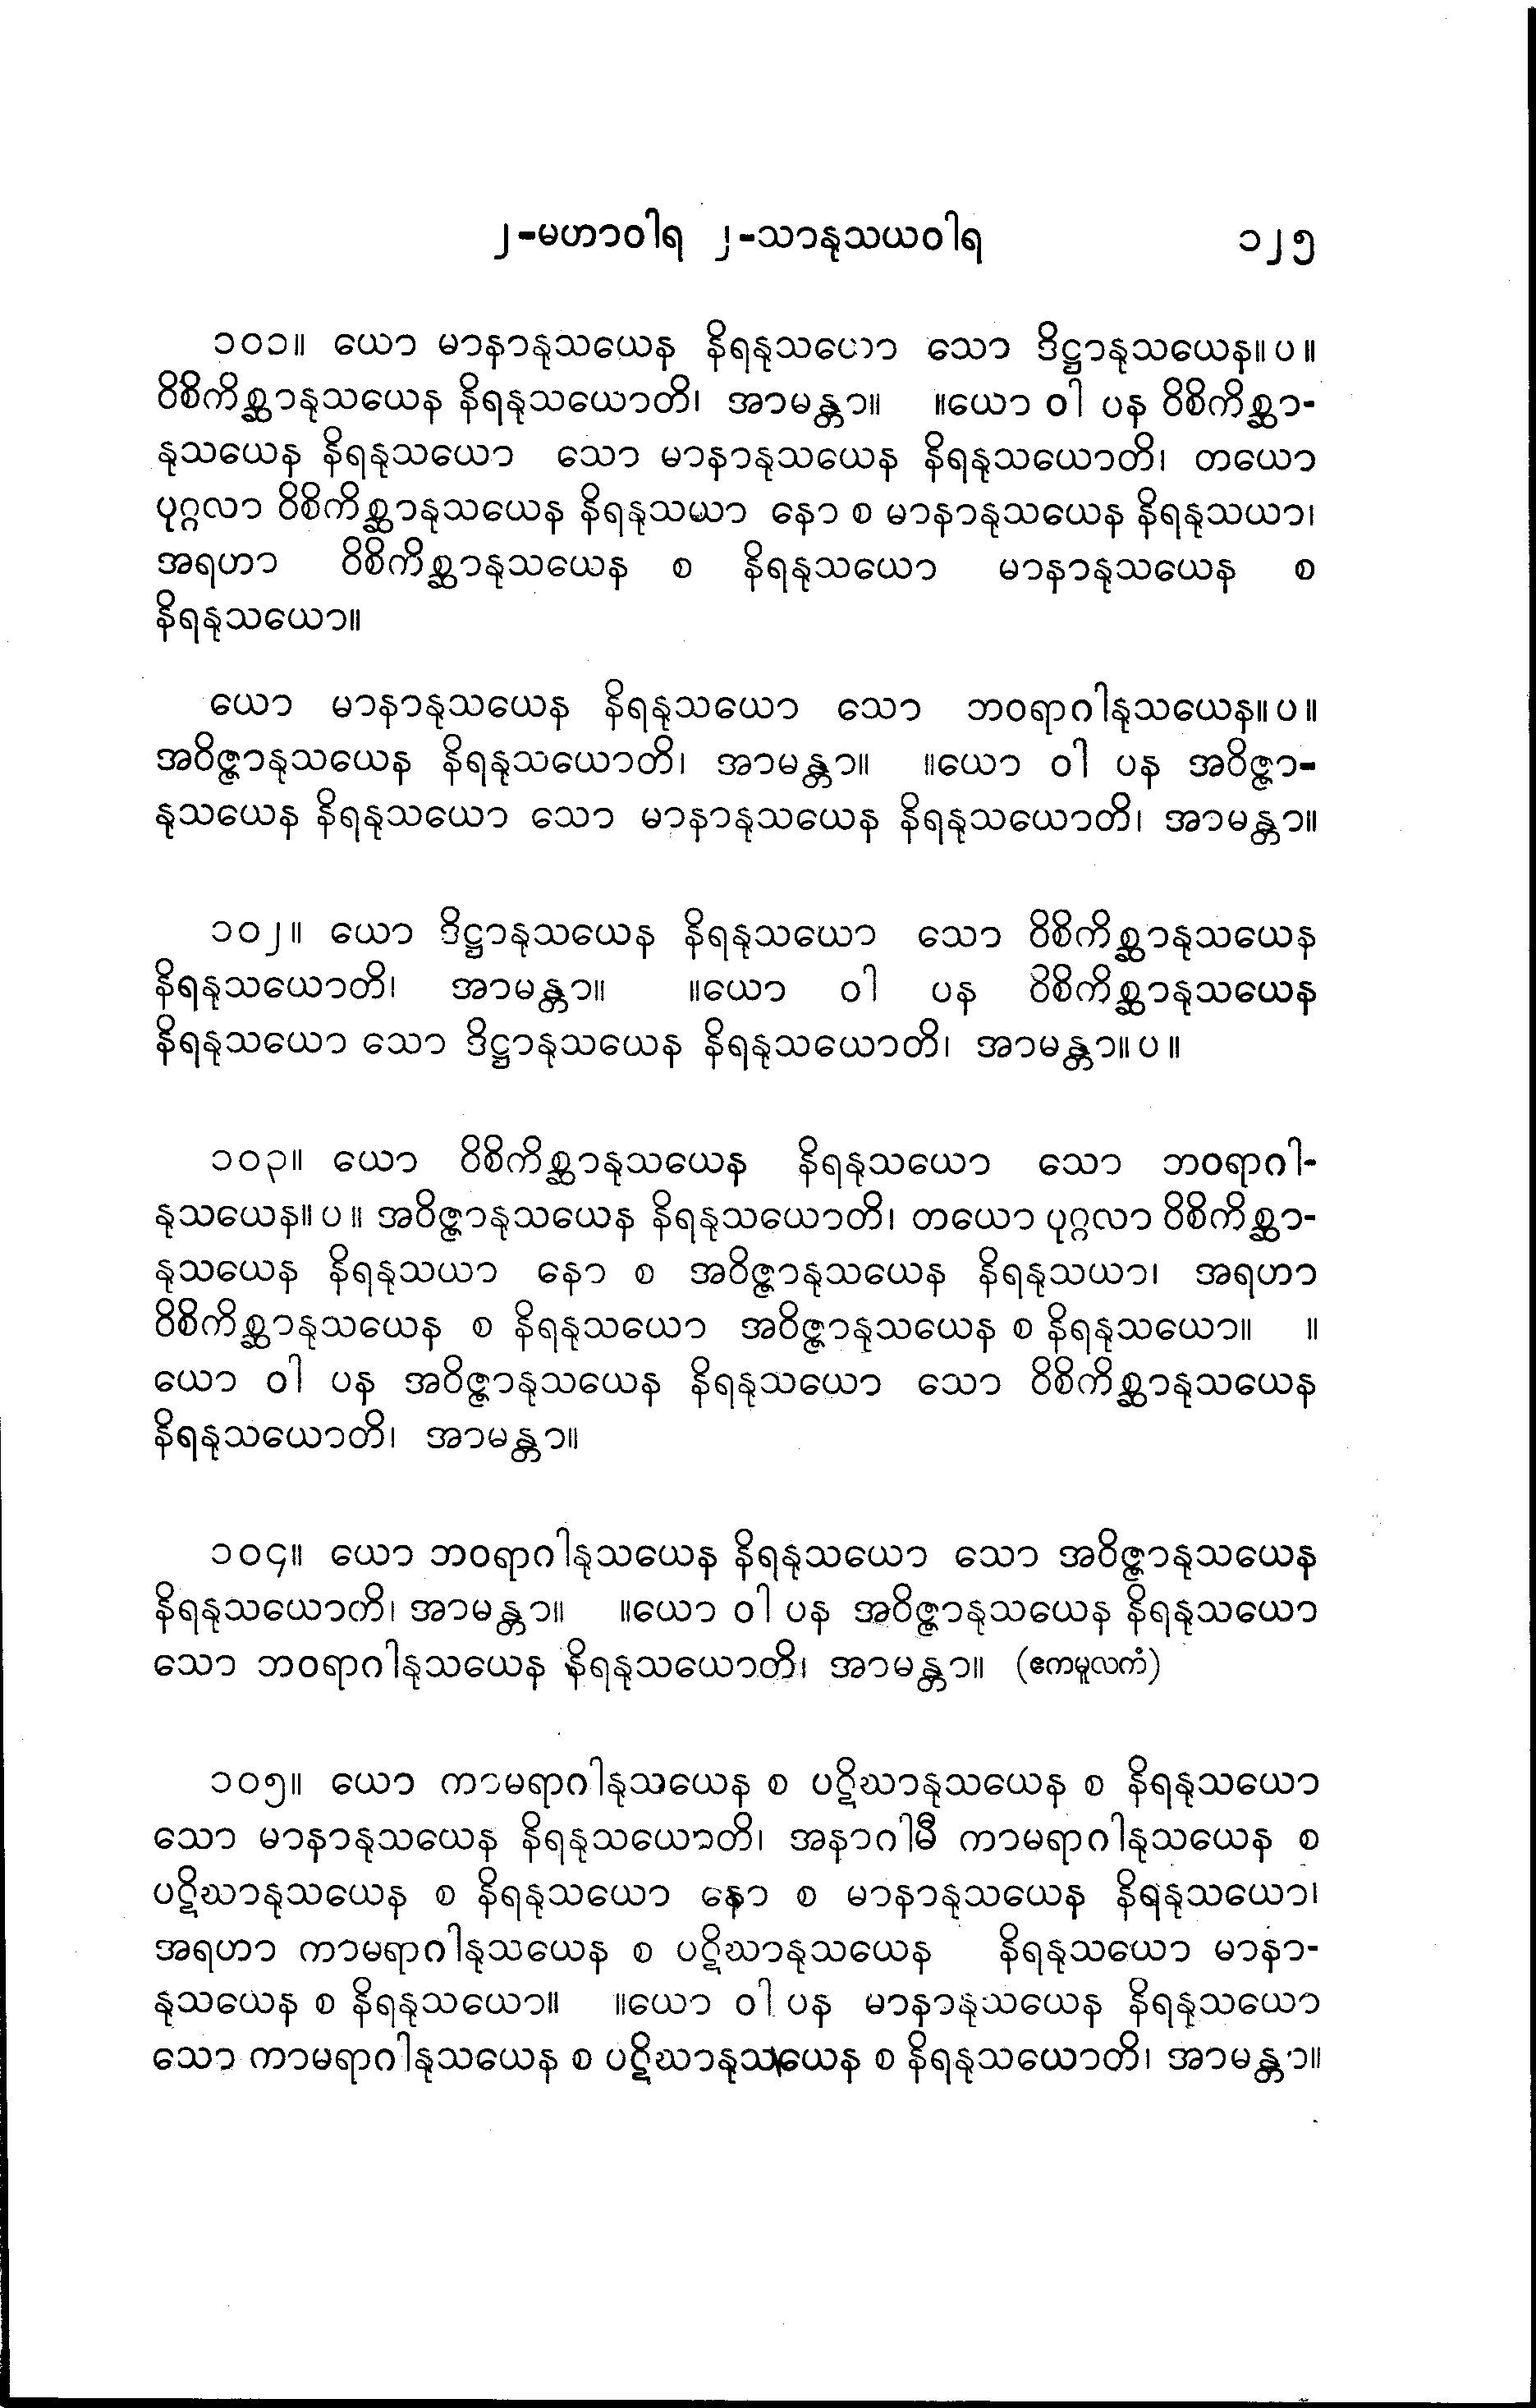 ၂-မဟာဝါရ ၂-သာနုသယဝါရ ၁၂၅
၁၀၁။ ယော မာနာနုသယေန နိရနုသယော သော ဒိဋ္ဌာနုသယေန။ပ။
ဝိစိကိစ္ဆာနုသယေန နိရနုသယောတိ၊ အာမန္တာ။ ။ယော ဝါ ပန ဝိစိကိစ္ဆာ-
နုသယေန နိရနုသယော သော မာနာနုသယေန နိရနုသယောတိ၊ တယော
ပုဂ္ဂလာ ဝိစိကိစ္ဆာနုသယေန နိရနုသယာ နော စ မာနာနုသယေန နိရနုသယာ၊
အရဟာ ဝိစိကိစ္ဆာနုသယေန စ နိရနုသယော မာနာနုသယေန စ
နိရနုသယော။
ယော မာနာနုသယေန နိရနုသယော သော ဘဝရာဂါနုသယေန။ပ။
အဝိဇ္ဇာနုသယေန နိရနုသယောတိ၊ အာမန္တာ။ ။ယော ဝါ ပန အဝိဇ္ဇာ-
နုသယေန နိရနုသယော သော မာနာနုသယေန နိရနုသယောတိ၊ အာမန္တာ။
၁၀၂။ ယော ဒိဋ္ဌာနုသယေန နိရနုသယော သော ဝိစိကိစ္ဆာနုသယေန
နိရနုသယောတိ၊ အာမန္တာ။ ။ယော ဝါ ပန ဝိစိကိစ္ဆာနုသယေန
နိရနုသယော သော ဒိဋ္ဌာနုသယေန နိရနုသယောတိ၊ အာမန္တာ။ပ။
၁၀၃။ ယော ဝိစိကိစ္ဆာနုသယေန နိရနုသယော သော ဘဝရာဂါ-
နုသယေန။ပ။ အဝိဇ္ဇာနုသယေန နိရနုသယောတိ၊ တယော ပုဂ္ဂလာ ဝိစိကိစ္ဆာ-
နုသယေန နိရနုသယာ နော စ အဝိဇ္ဇာနုသယေန နိရနုသယာ၊ အရဟာ
ဝိစိကိစ္ဆာနုသယေန စ နိရနုသယော အဝိဇ္ဇာနုသယေန စ နိရနုသယော။ ။
ယော ဝါ ပန အဝိဇ္ဇာနုသယေန နိရနုသယော သော ဝိစိကိစ္ဆာနုသယေန
နိရနုသယောတိ၊ အာမန္တာ။
၁၀၄။ ယော ဘဝရာဂါနုသယေန နိရနုသယော သော အဝိဇ္ဇာနုသယေန
နိရနုသယောတိ၊ အာမန္တာ။ ။ယော ဝါ ပန အဝိဇ္ဇာနုသယေန နိရနုသယော
သော ဘဝရာဂါနုသယေန နိရနုသယောတိ၊ အာမန္တာ။ (ဧကမူလကံ)
၁၀၅။ ယော ကာမရာဂါနုသယေန စ ပဋိဃာနုသယေန စ နိရနုသယော
သော မာနာနုသယေန နိရနုသယောတိ၊ အနာဂါမီ ကာမရာဂါနုသယေန စ
ပဋိဃာနုသယေန စ နိရနုသယော နော စ မာနာနုသယေန နိရနုသယော၊
အရဟာ ကာမရာဂါနုသယေန စ ပဋိဃာနုသယေန နိရနုသယော မာနာ-
နုသယေန စ နိရနုသယော။ ။ယော ဝါ ပန မာနာနုသယေန နိရနုသယော
သော ကာမရာဂါနုသယေန စ ပဋိဃာနုသယေန စ နိရနုသယောတိ၊ အာမန္တာ။